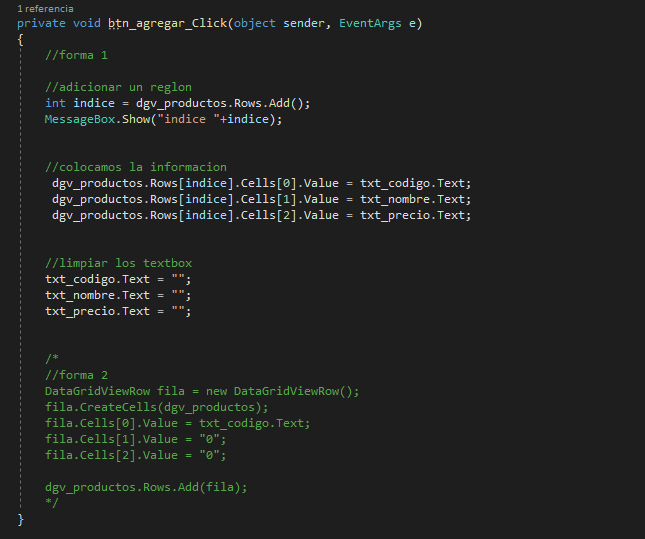 1 referencia
private void btn_agregar_Click(object sender, EventArgs e)
{
//forma 1
//adicionar un reglon
int indice = dgv_productos.Rows.Add();
MessageBox.Show("indice "+indice);
//colocamos la informacion
dgv_productos.Rows[indice].Cells[0].Value = txt_codigo.Text;
dgv_productos.Rows[indice].Cells[1].Value = txt_nombre.Text;
dgv_productos.Rows[indice].Cells[2].Value = txt_precio.Text;
//limpiar los textbox
txt_codigo.Text = "";
txt_nombre.Text = "";
txt_precio.Text = "";
/*
//forma 2
DataGridViewRow fila = new DataGridViewRow();
fila.CreateCells(dgv_productos);
fila.Cells[0].Value = txt_codigo.Text;
fila.Cells[1].Value = "0";
fila.Cells[2].Value = "0";
dgv_productos.Rows.Add(fila);
*/
}